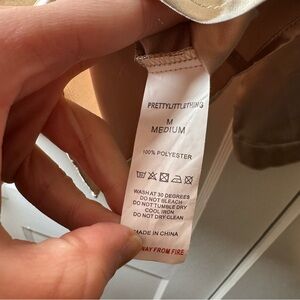 PRETTYLITTLETHING
M
MEDIUM
100% POLYESTER
WASH AT 30 DEGREES
DO NOT BLEACH
DO NOT TUMBLE DRY
COOL IRON
DO NOT DRY CLEAN
MADE IN CHINA
AWAY FROM FIRE